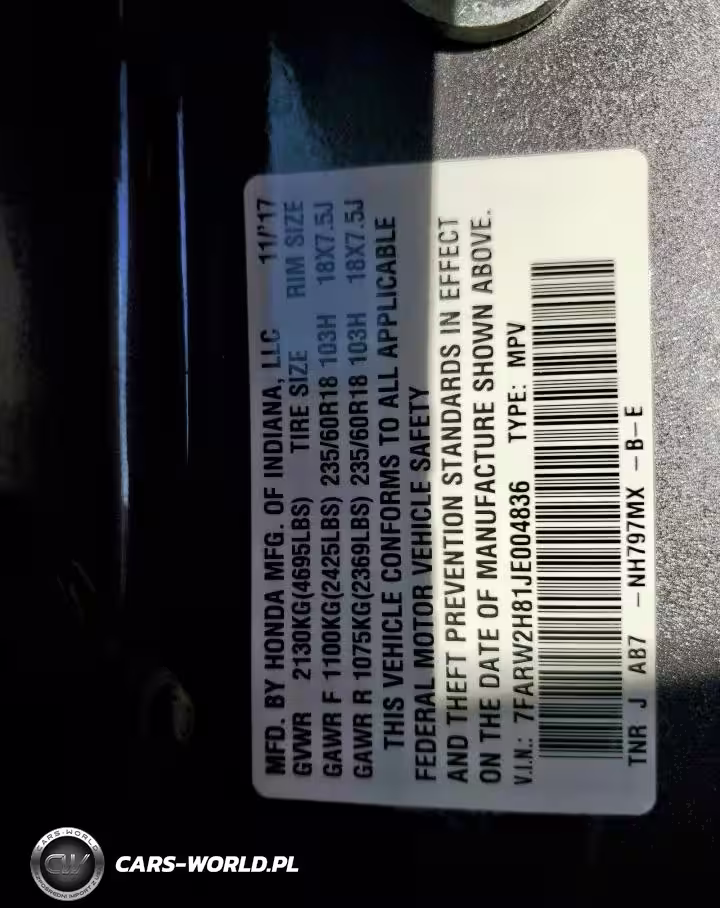 MFD. BY HONDA MFG. OF INDIANA, LLC 11/'17
GVWR 2130KG(4695LBS) TIRE SIZE RIM SIZE
GAWR F 1100KG(2425LBS) 235/60R18 103H 18X7.5J
GAWR R 1075KG(2369LBS) 235/60R18 103H 18X7.5J
THIS VEHICLE CONFORMS TO ALL APPLICABLE
FEDERAL MOTOR VEHICLE SAFETY
AND THEFT PREVENTION STANDARDS IN EFFECT
ON THE DATE OF MANUFACTURE SHOWN ABOVE.
V.I.N.: 7FARW2H81JE004836 TYPE: MPV
TNR J AB7 -NH797MX -B-E
CARS-WORLD
CW
CARS-WORLD.PL